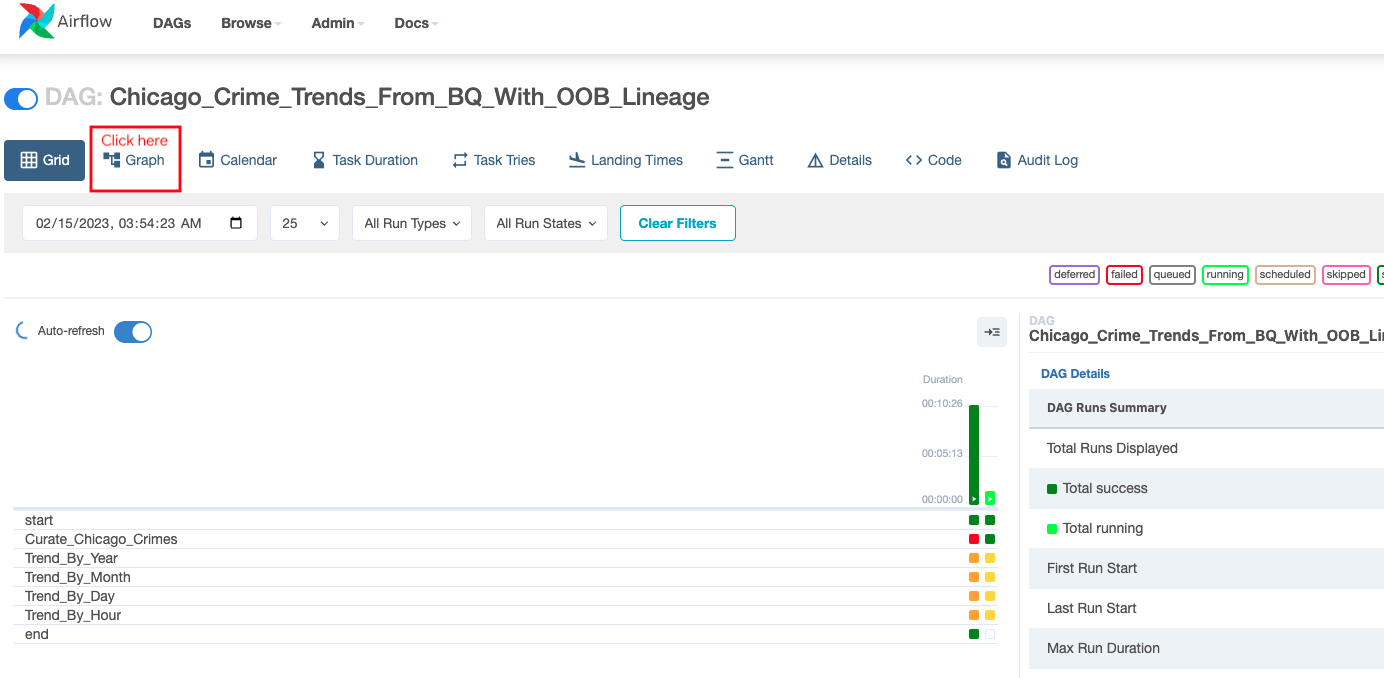 Airflow DAGs Browse Admin Docs
DAG: Chicago_Crime_Trends_From_BQ_With_OOB_Lineage
Click here
Grid Graph Calendar Task Duration Task Tries Landing Times Gantt Details Code Audit Log
02/15/2023, 03:54:23 AM 25 All Run Types All Run States Clear Filters
deferred failed queued running scheduled skipped
Auto-refresh
DAG
Chicago_Crime_Trends_From_BQ_With_OOB_Li
DAG Details
DAG Runs Summary
Total Runs Displayed
Total success
Total running
First Run Start
Last Run Start
Max Run Duration
Duration
00:10:26
00:05:13
00:00:00
start
Curate_Chicago_Crimes
Trend_By_Year
Trend_By_Month
Trend_By_Day
Trend_By_Hour
end